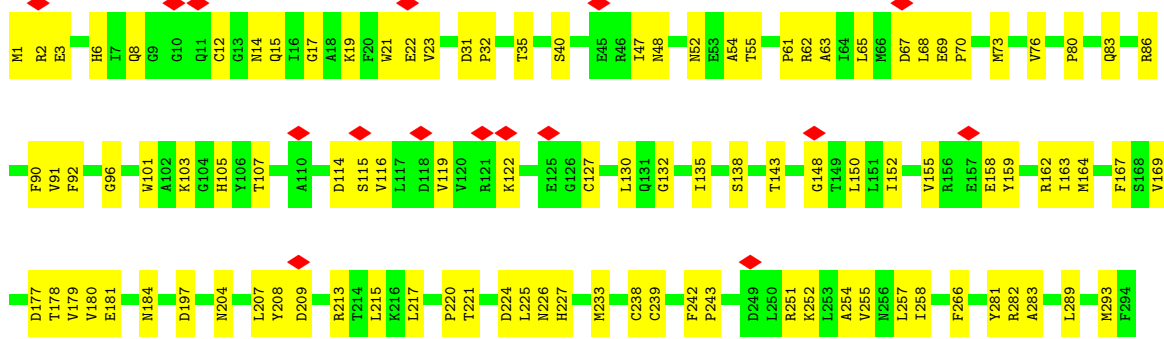 M1 R2 E3 H6 I7 Q8 G9 G10 Q11 C12 G13 N14 Q15 I16 G17 A18 K19 F20 W21 E22 V23 D31 P32 T35 S40 E45 R46 I47 N48 N52 E53 A54 T55 P61 R62 A63 I64 L65 M66 D67 L68 E69 P70 M73 V76 P80 Q83 R86
F90 V91 F92 G96 W101 A102 K103 G104 H105 Y106 T107 A110 D114 S115 V116 L117 D118 V119 V120 R121 K122 E125 G126 C127 L130 Q131 G132 I135 S138 T143 G148 T149 L150 L151 I152 V155 R156 E157 E158 Y159 R162 I163 M164 F167 S168 V169
D177 T178 V179 V180 E181 N184 D197 N204 L207 Y208 D209 R213 T214 L215 K216 L217 P220 T221 D224 L225 N226 H227 M233 C238 C239 F242 P243 D249 L250 R251 K252 L253 A254 V255 N256 L257 I258 F266 Y281 R282 A283 L289 M293 F294